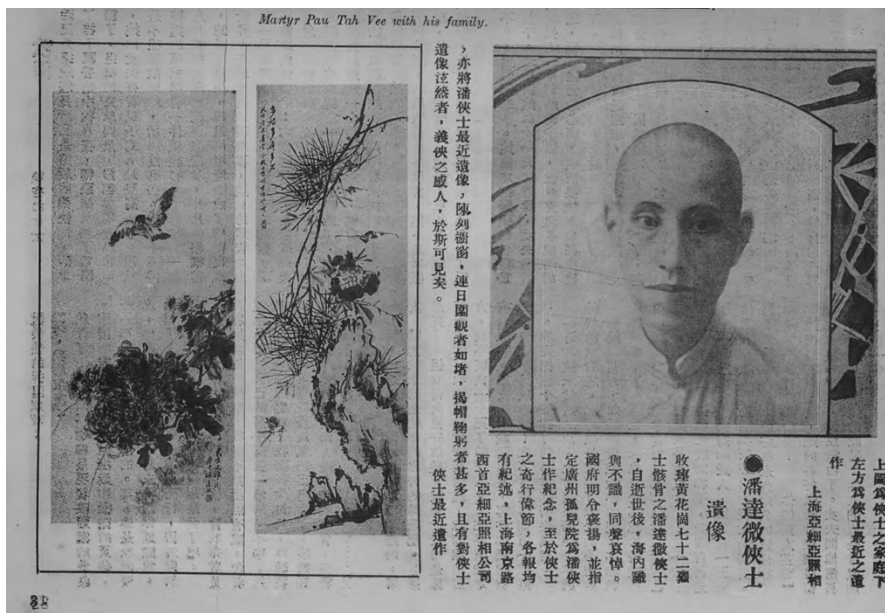 Martyr Pau Tah Vee with his family.
上圖爲俠士之家庭下
左方爲俠士最近之遺
作
上海亞細亞照相
●潘達微俠士
遺像
收瘞黃花崗七十二烈
士骸骨之潘達微俠士
，自逝世後，海內識
與不識，同聲哀悼。
國府明令褒揚，並指
定廣州孤兒院爲潘俠
士作紀念，至於俠士
之奇行偉節，各報均
有紀述，上海南京路
西首亞細亞照相公司
，亦將潘俠士最近遺像，陳列櫥窗，連日圍觀者如堵，揭帽鞠躬者甚多，且有對俠士
遺像泫然者，義俠之感人，於斯可見矣。
俠士最近遺作